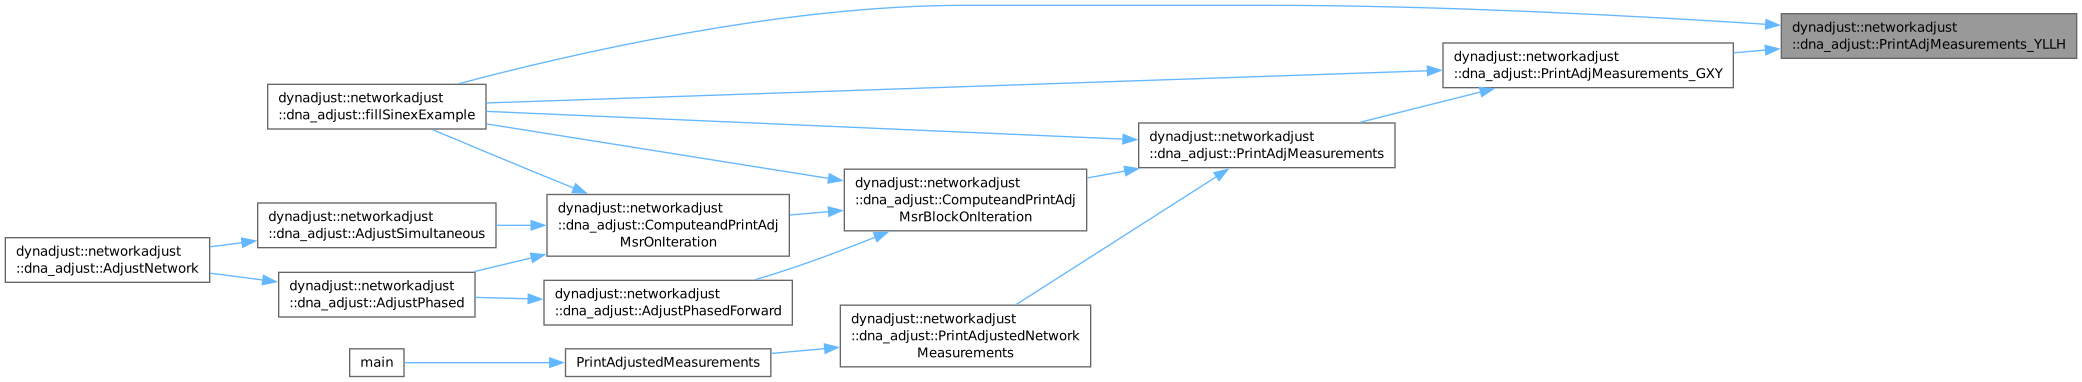 dynadjust::networkadjust
::dna_adjust::PrintAdjMeasurements_YLLH
dynadjust::networkadjust
::dna_adjust::PrintAdjMeasurements_GXY
dynadjust::networkadjust
::dna_adjust::fillSinexExample
dynadjust::networkadjust
::dna_adjust::PrintAdjMeasurements
dynadjust::networkadjust
::dna_adjust::ComputeandPrintAdj
MsrBlockOnIteration
dynadjust::networkadjust
::dna_adjust::ComputeandPrintAdj
MsrOnIteration
dynadjust::networkadjust
::dna_adjust::AdjustSimultaneous
dynadjust::networkadjust
::dna_adjust::AdjustNetwork
dynadjust::networkadjust
::dna_adjust::AdjustPhased
dynadjust::networkadjust
::dna_adjust::AdjustPhasedForward
dynadjust::networkadjust
::dna_adjust::PrintAdjustedNetwork
Measurements
main
PrintAdjustedMeasurements